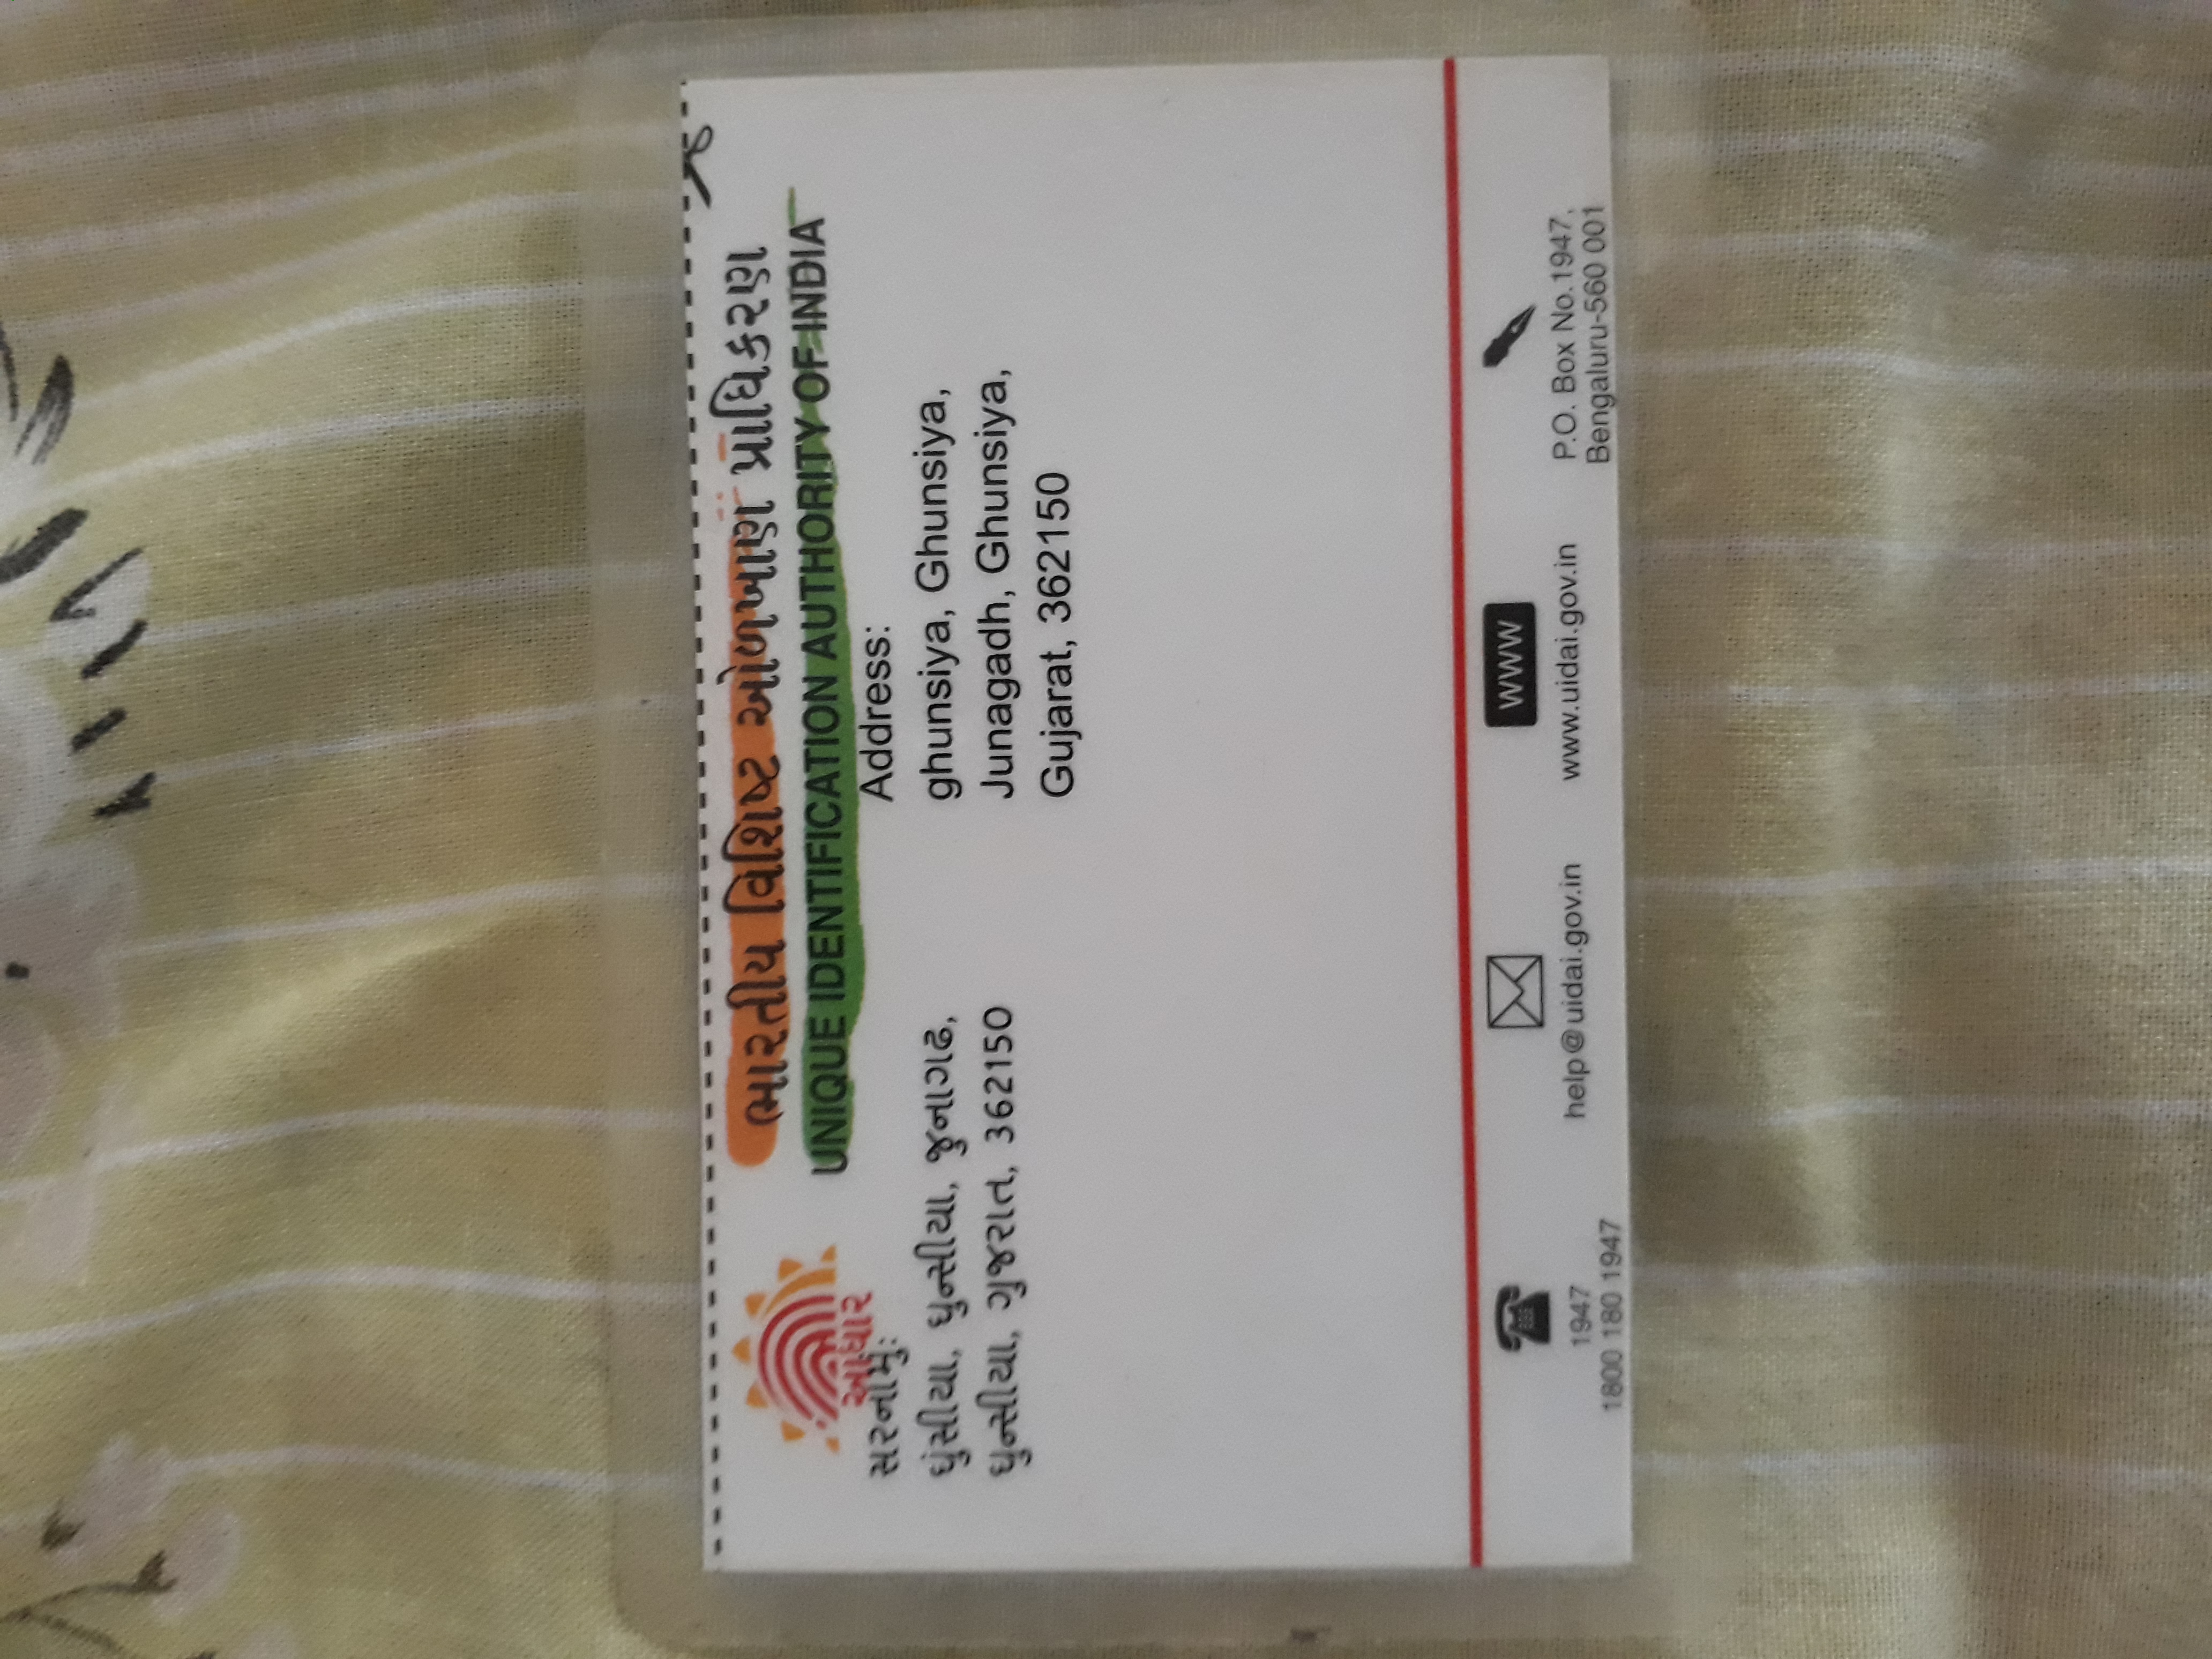 ભારતીય વિશિષ્ટ ઓળખાણ પ્રાધિકરણ
UNIQUE IDENTIFICATION AUTHORITY OF INDIA
આધાર
સરનામુ:
ઘુંસીયા, ઘુન્સીયા, જુનાગઢ,
ઘુન્સીયા, ગુજરાત, 362150
Address:
ghunsiya, Ghunsiya,
Junagadh, Ghunsiya,
Gujarat, 362150
1947
1800 180 1947
help@uidai.gov.in
WWW
www.uidai.gov.in
P.O. Box No.1947,
Bengaluru-560 001